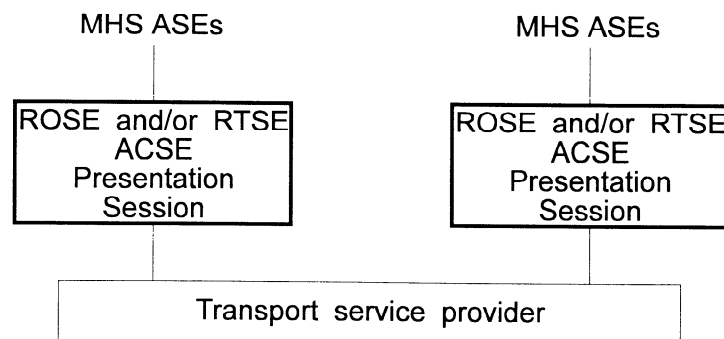 MHS ASEs
ROSE and/or RTSE
ACSE
Presentation
Session
MHS ASEs
ROSE and/or RTSE
ACSE
Presentation
Session
Transport service provider